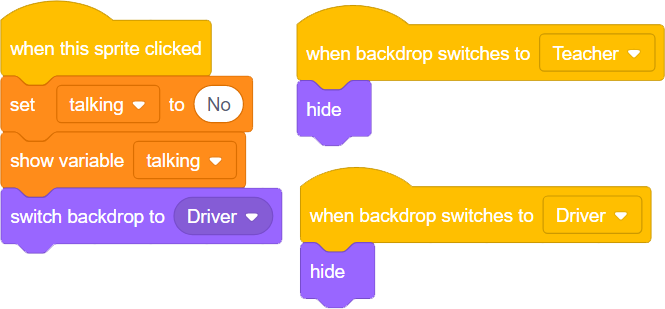 when this sprite clicked
set talking to No
show variable talking
switch backdrop to Driver
when backdrop switches to Teacher
hide
when backdrop switches to Driver
hide